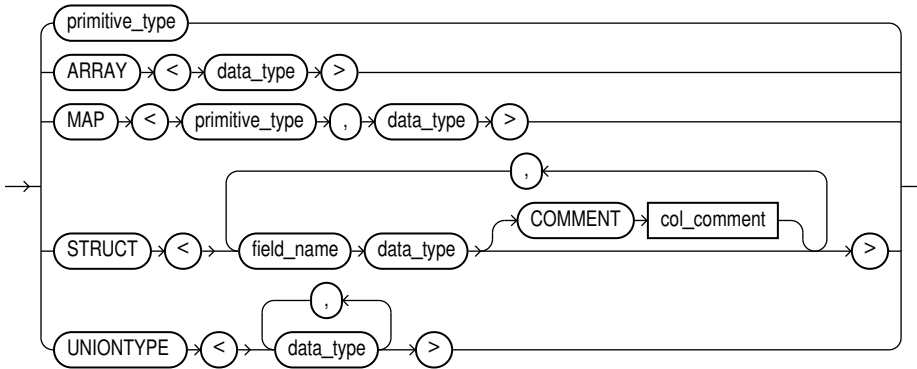 primitive_type
ARRAY < data_type >
MAP < primitive_type , data_type >
,
COMMENT col_comment
STRUCT < field_name data_type >
,
UNIONTYPE < data_type >